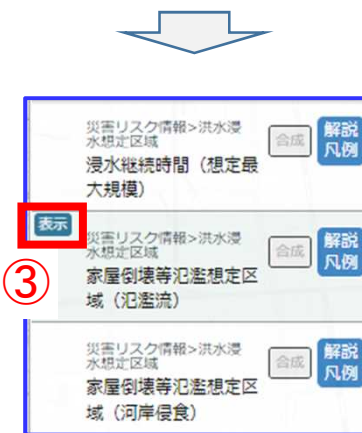 災害リスク情報>洪水浸
水想定区域
浸水継続時間（想定最
大規模）
合成
解説
凡例
表示
③
災害リスク情報>洪水浸
水想定区域
家屋倒壊等氾濫想定区
域（氾濫流）
合成
解説
凡例
災害リスク情報>洪水浸
水想定区域
家屋倒壊等氾濫想定区
域（河岸侵食）
合成
解説
凡例